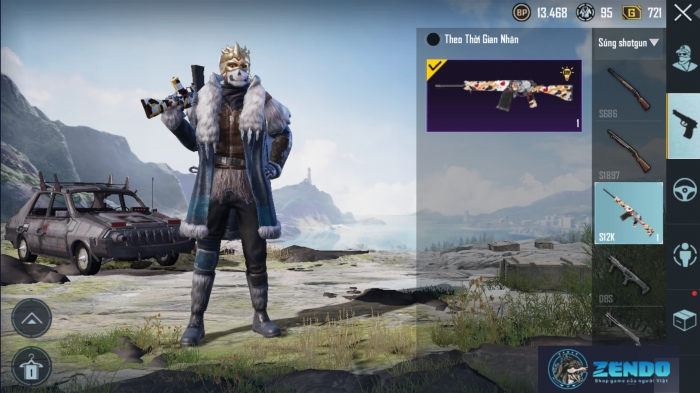 BP 13.468 AG 95 G 721
Theo Thời Gian Nhận
Súng shotgun
1
S686
S1897
S12K 1
DBS
ZENDO
Shop game của người Việt